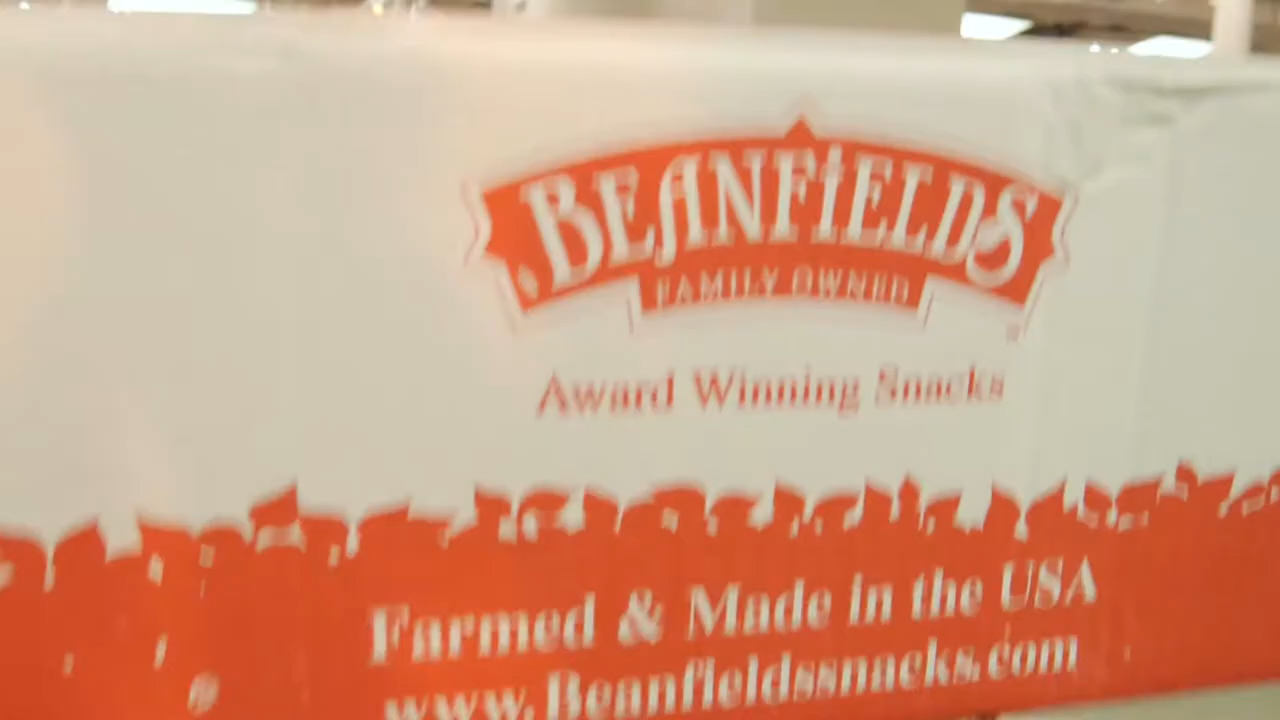 BEANFiELDS
FAMILY OWNED
Award Winning Snacks
Farmed & Made in the USA
www.Beanfieldssnacks.com